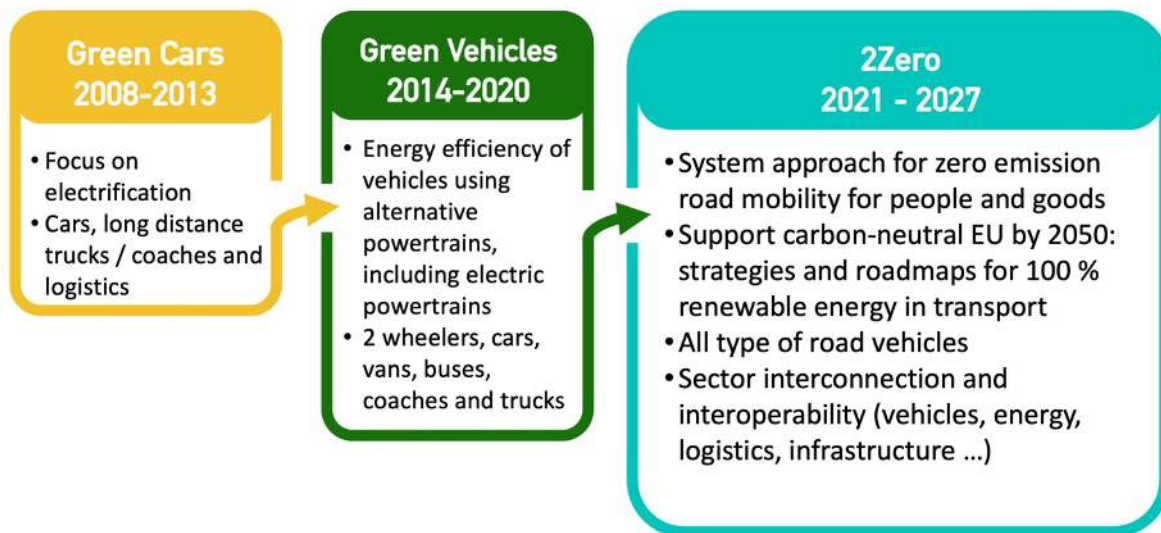 Green Cars
2008-2013
• Focus on
electrification
• Cars, long distance
trucks / coaches and
logistics
Green Vehicles
2014-2020
• Energy efficiency of
vehicles using
alternative
powertrains,
including electric
powertrains
• 2 wheelers, cars,
vans, buses,
coaches and trucks
2Zero
2021 - 2027
• System approach for zero emission
road mobility for people and goods
• Support carbon-neutral EU by 2050:
strategies and roadmaps for 100 %
renewable energy in transport
• All type of road vehicles
• Sector interconnection and
interoperability (vehicles, energy,
logistics, infrastructure ...)